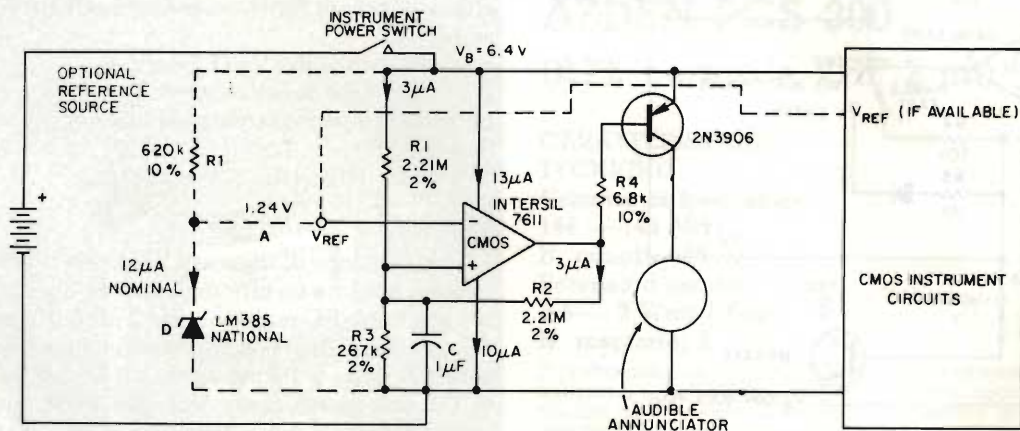 INSTRUMENT
POWER SWITCH
V_B = 6.4 V
OPTIONAL
REFERENCE
SOURCE
3µA
V_REF (IF AVAILABLE)
620k
10%
R1
R1
2.21M
2%
2N3906
13µA
INTERSIL
7611
R4
6.8k
10%
+
1.24V
A
V_REF
−
CMOS
+
3µA
12µA
NOMINAL
R2
2.21M
2%
CMOS INSTRUMENT
CIRCUITS
D
LM385
NATIONAL
R3
267k
2%
C
1µF
10µA
AUDIBLE
ANNUNCIATOR